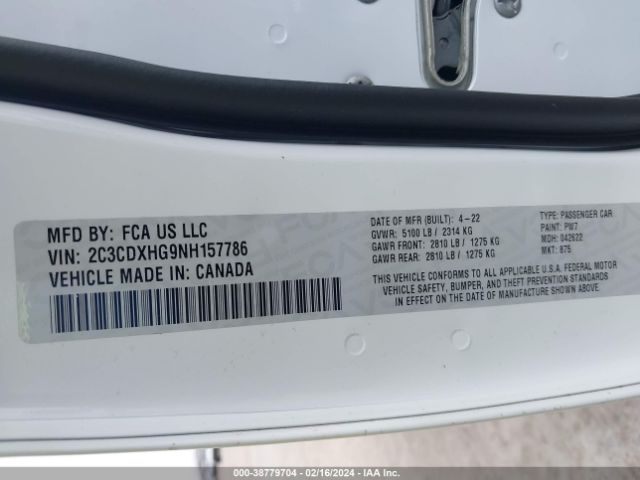 MFD BY: FCA US LLC
VIN: 2C3CDXHG9NH157786
VEHICLE MADE IN: CANADA
DATE OF MFR (BUILT): 4-22
GVWR: 5100 LB / 2314 KG
GAWR FRONT: 2810 LB / 1275 KG
GAWR REAR: 2810 LB / 1275 KG
TYPE: PASSENGER CAR
PAINT: PW7
MDH: 042622
MKT: 875
THIS VEHICLE CONFORMS TO ALL APPLICABLE U.S.A. FEDERAL MOTOR
VEHICLE SAFETY, BUMPER, AND THEFT PREVENTION STANDARDS
IN EFFECT ON THE DATE OF MANUFACTURE SHOWN ABOVE.
000-38779704 - 02/16/2024 - IAA Inc.